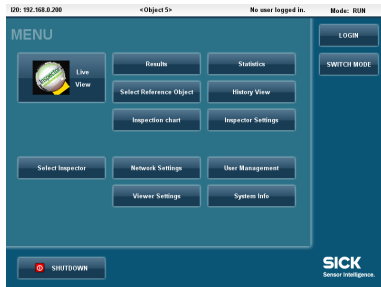 I20: 192.168.0.200 <Object 5> No user logged in. Mode: RUN
MENU
LOGIN
SWITCH MODE
Live
View
Results
Statistics
Select Reference Object
History View
Inspection chart
Inspector Settings
Select Inspector
Network Settings
User Management
Viewer Settings
System Info
SHUTDOWN
SICK
Sensor Intelligence.